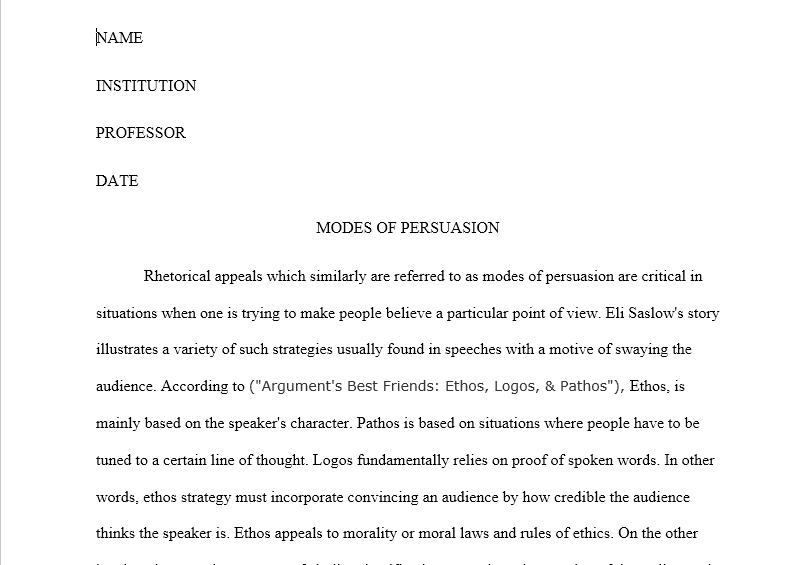 NAME
INSTITUTION
PROFESSOR
DATE
MODES OF PERSUASION
Rhetorical appeals which similarly are referred to as modes of persuasion are critical in
situations when one is trying to make people believe a particular point of view. Eli Saslow's story
illustrates a variety of such strategies usually found in speeches with a motive of swaying the
audience. According to ("Argument's Best Friends: Ethos, Logos, & Pathos"), Ethos, is
mainly based on the speaker's character. Pathos is based on situations where people have to be
tuned to a certain line of thought. Logos fundamentally relies on proof of spoken words. In other
words, ethos strategy must incorporate convincing an audience by how credible the audience
thinks the speaker is. Ethos appeals to morality or moral laws and rules of ethics. On the other